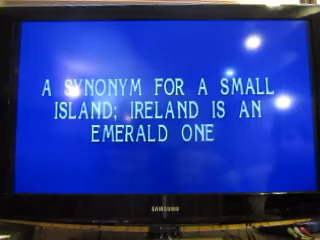 A SYNONYM FOR A SMALL
ISLAND; IRELAND IS AN
EMERALD ONE
SAMSUNG